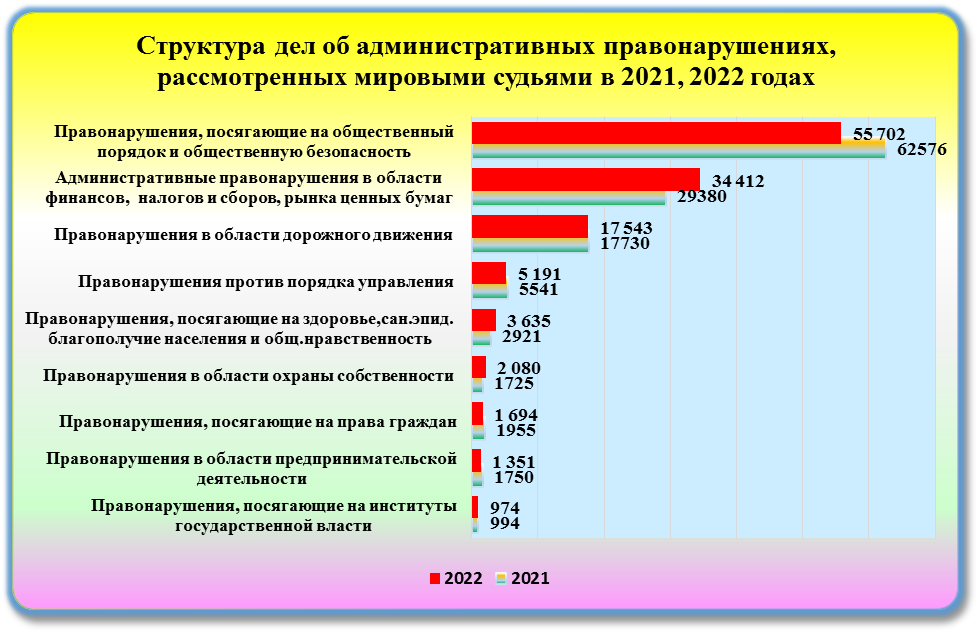 Структура дел об административных правонарушениях,
рассмотренных мировыми судьями в 2021, 2022 годах
Правонарушения, посягающие на общественный
порядок и общественную безопасность
55 702
62576
Административные правонарушения в области
финансов, налогов и сборов, рынка ценных бумаг
34 412
29380
Правонарушения в области дорожного движения
17 543
17730
Правонарушения против порядка управления
5 191
5541
Правонарушения, посягающие на здоровье,сан.эпид.
благополучие населения и общ.нравственность
3 635
2921
Правонарушения в области охраны собственности
2 080
1725
Правонарушения, посягающие на права граждан
1 694
1955
Правонарушения в области предпринимательской
деятельности
1 351
1750
Правонарушения, посягающие на институты
государственной власти
974
994
2022 2021